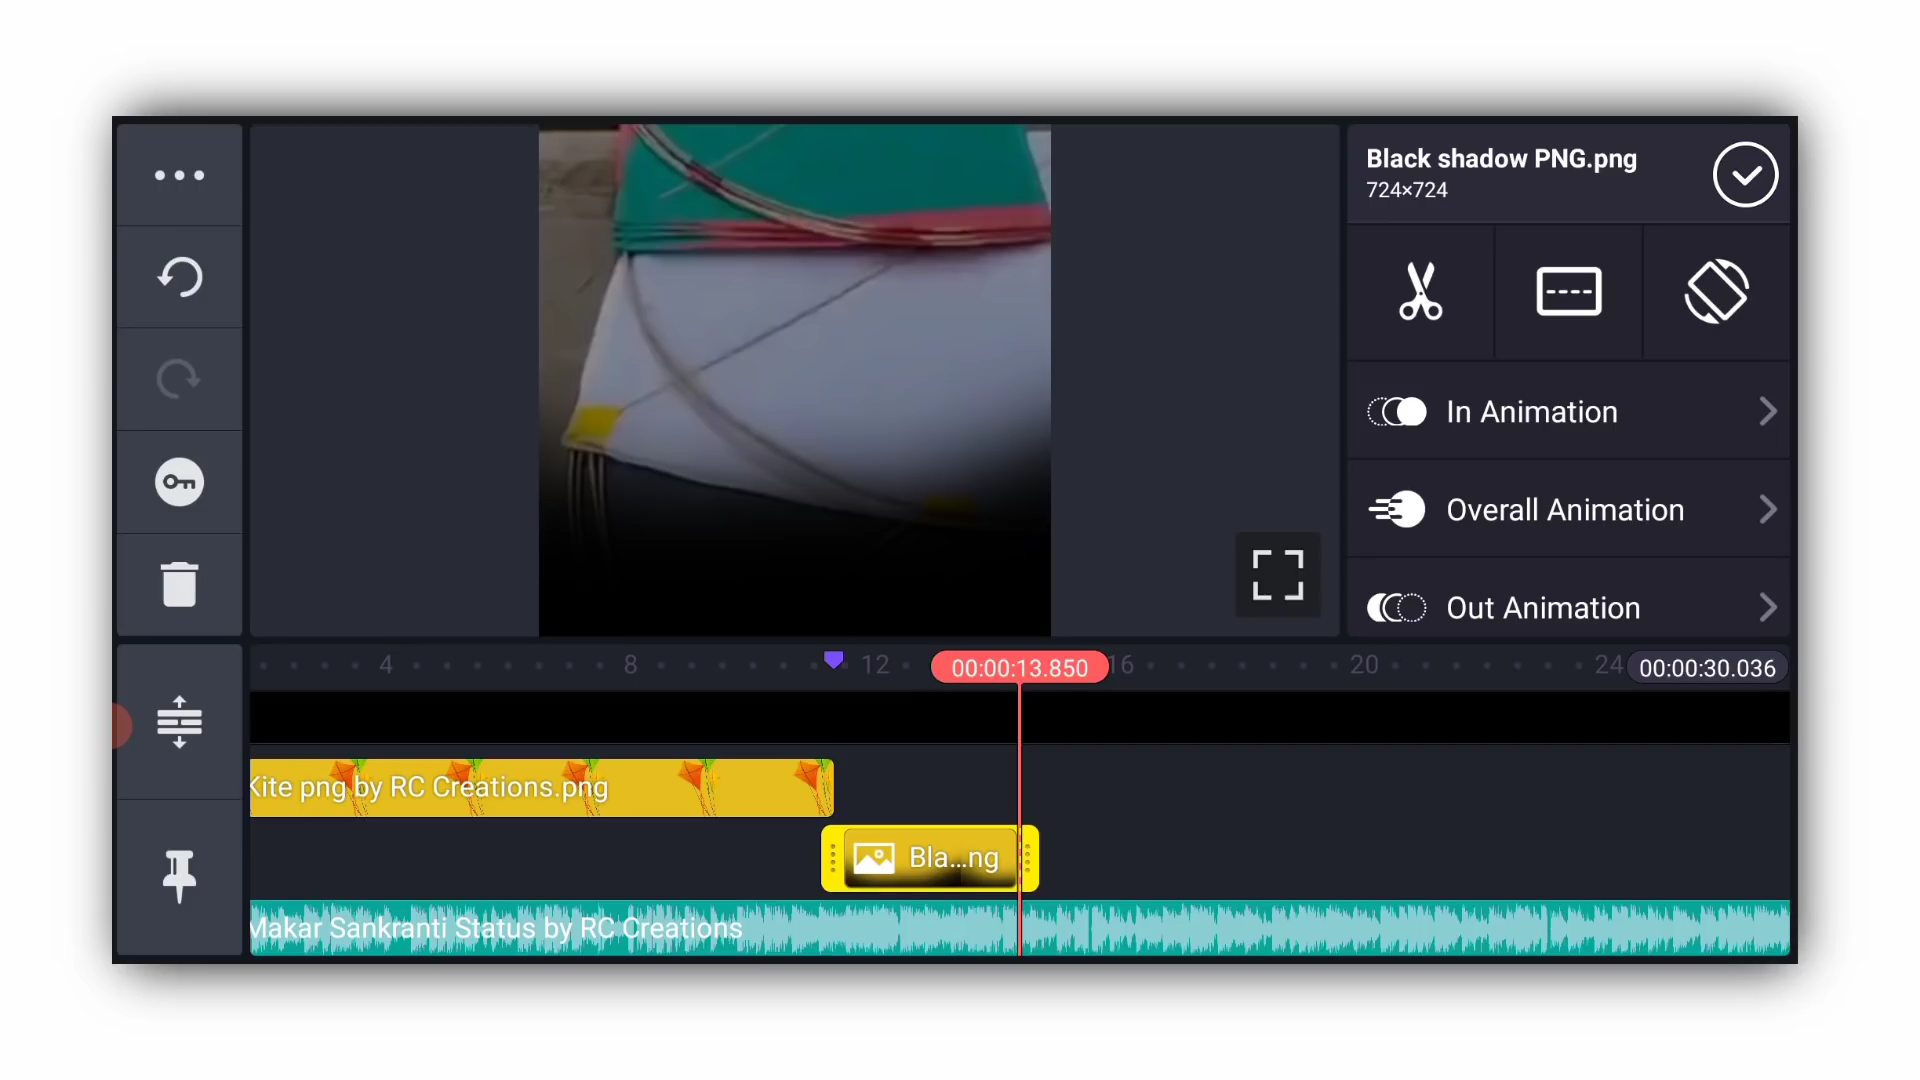 Black shadow PNG.png
724×724
In Animation
Overall Animation
Out Animation
4 8 12 00:00:13.850 16 20 24 00:00:30.036
Kite png by RC Creations.png
Bla...ng
Makar Sankranti Status by RC Creations